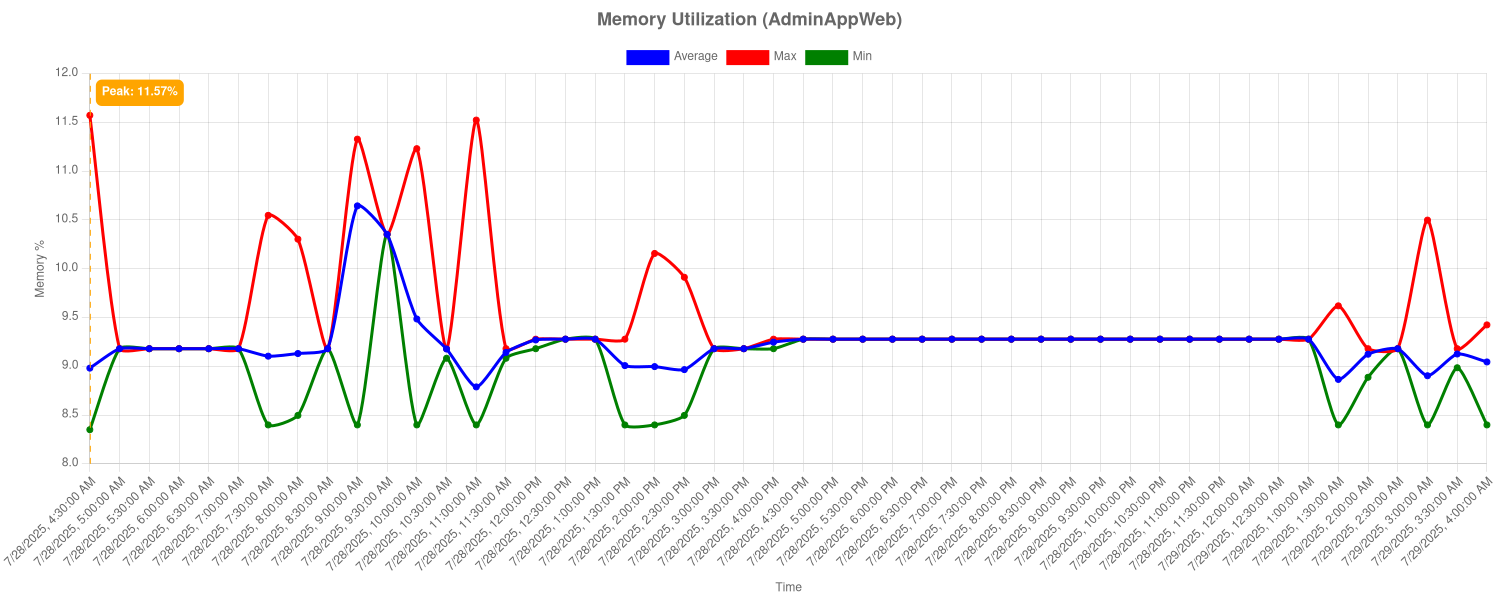 Memory Utilization (AdminAppWeb)
Average Max Min
12.0
Peak: 11.57%
11.5
11.0
10.5
10.0
9.5
9.0
8.5
8.0
Memory %
7/28/2025, 4:30:00 AM
7/28/2025, 5:00:00 AM
7/28/2025, 5:30:00 AM
7/28/2025, 6:00:00 AM
7/28/2025, 6:30:00 AM
7/28/2025, 7:00:00 AM
7/28/2025, 7:30:00 AM
7/28/2025, 8:00:00 AM
7/28/2025, 8:30:00 AM
7/28/2025, 9:00:00 AM
7/28/2025, 9:30:00 AM
7/28/2025, 10:00:00 AM
7/28/2025, 10:30:00 AM
7/28/2025, 11:00:00 AM
7/28/2025, 11:30:00 AM
7/28/2025, 12:00:00 PM
7/28/2025, 12:30:00 PM
7/28/2025, 1:00:00 PM
7/28/2025, 1:30:00 PM
7/28/2025, 2:00:00 PM
7/28/2025, 2:30:00 PM
7/28/2025, 3:00:00 PM
7/28/2025, 3:30:00 PM
7/28/2025, 4:00:00 PM
7/28/2025, 4:30:00 PM
7/28/2025, 5:00:00 PM
7/28/2025, 5:30:00 PM
7/28/2025, 6:00:00 PM
7/28/2025, 6:30:00 PM
7/28/2025, 7:00:00 PM
7/28/2025, 7:30:00 PM
7/28/2025, 8:00:00 PM
7/28/2025, 8:30:00 PM
7/28/2025, 9:00:00 PM
7/28/2025, 9:30:00 PM
7/28/2025, 10:00:00 PM
7/28/2025, 10:30:00 PM
7/28/2025, 11:00:00 PM
7/28/2025, 11:30:00 PM
7/29/2025, 12:00:00 AM
7/29/2025, 12:30:00 AM
7/29/2025, 1:00:00 AM
7/29/2025, 1:30:00 AM
7/29/2025, 2:00:00 AM
7/29/2025, 2:30:00 AM
7/29/2025, 3:00:00 AM
7/29/2025, 3:30:00 AM
7/29/2025, 4:00:00 AM
Time